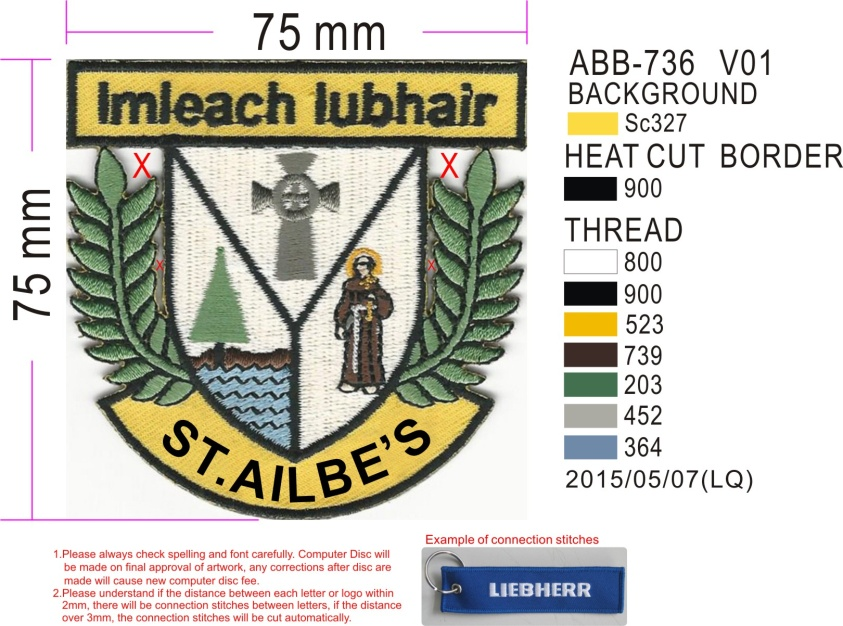 75 mm
75 mm
Imleach Iubhair
X
X
x
x
ST.AILBE'S
ABB-736 V01
BACKGROUND
Sc327
HEAT CUT BORDER
900
THREAD
800
900
523
739
203
452
364
2015/05/07(LQ)
1.Please always check spelling and font carefully. Computer Disc will
be made on final approval of artwork, any corrections after disc are
made will cause new computer disc fee.
2.Please understand if the distance between each letter or logo within
2mm, there will be connection stitches between letters, if the distance
over 3mm, the connection stitches will be cut automatically.
Example of connection stitches
LIEBHERR